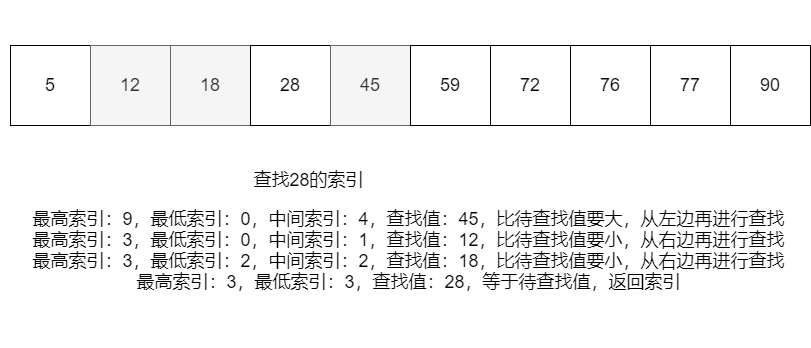 5 12 18 28 45 59 72 76 77 90
查找28的索引
最高索引：9，最低索引：0，中间索引：4，查找值：45，比待查找值要大，从左边再进行查找
最高索引：3，最低索引：0，中间索引：1，查找值：12，比待查找值要小，从右边再进行查找
最高索引：3，最低索引：2，中间索引：2，查找值：18，比待查找值要小，从右边再进行查找
最高索引：3，最低索引：3，查找值：28，等于待查找值，返回索引